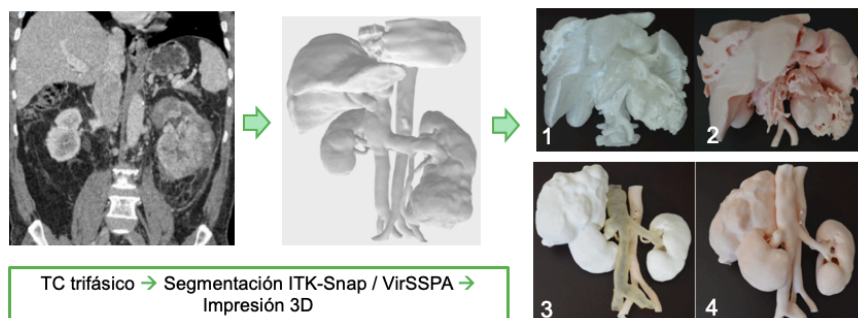 1
2
3
4
TC trifásico → Segmentación ITK-Snap / VirSSPA →
Impresión 3D